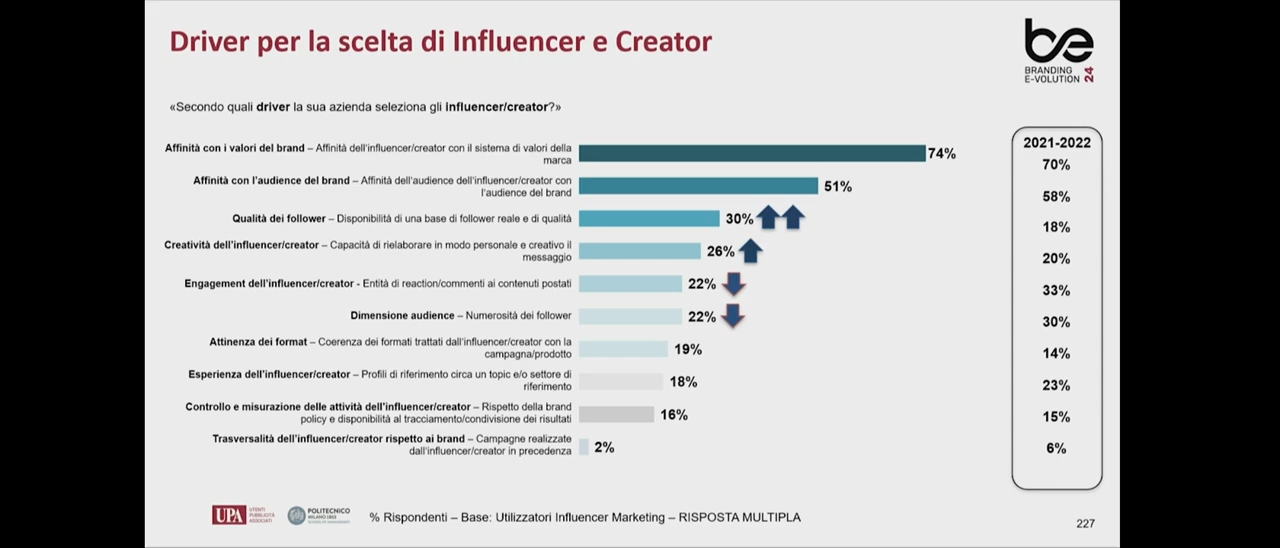 Driver per la scelta di Influencer e Creator
be
BRANDING
E-VOLUTION 24
«Secondo quali driver la sua azienda seleziona gli influencer/creator?»
2021-2022
Affinità con i valori del brand – Affinità dell'influencer/creator con il sistema di valori della
marca
74%
70%
Affinità con l'audience del brand – Affinità dell'audience dell'influencer/creator con
l'audience del brand
51%
58%
Qualità dei follower – Disponibilità di una base di follower reale e di qualità
30%
18%
Creatività dell'influencer/creator – Capacità di rielaborare in modo personale e creativo il
messaggio
26%
20%
Engagement dell'influencer/creator - Entità di reaction/commenti ai contenuti postati
22%
33%
Dimensione audience – Numerosità dei follower
22%
30%
Attinenza dei format – Coerenza dei formati trattati dall'influencer/creator con la
campagna/prodotto
19%
14%
Esperienza dell'influencer/creator – Profili di riferimento circa un topic e/o settore di
riferimento
18%
23%
Controllo e misurazione delle attività dell'influencer/creator – Rispetto della brand
policy e disponibilità al tracciamento/condivisione dei risultati
16%
15%
Trasversalità dell'influencer/creator rispetto ai brand – Campagne realizzate
dall'influencer/creator in precedenza
2%
6%
UPA
UTENTI
PUBBLICITÀ
ASSOCIATI
POLITECNICO
MILANO 1863
SCHOOL OF MANAGEMENT
% Rispondenti – Base: Utilizzatori Influencer Marketing – RISPOSTA MULTIPLA
227